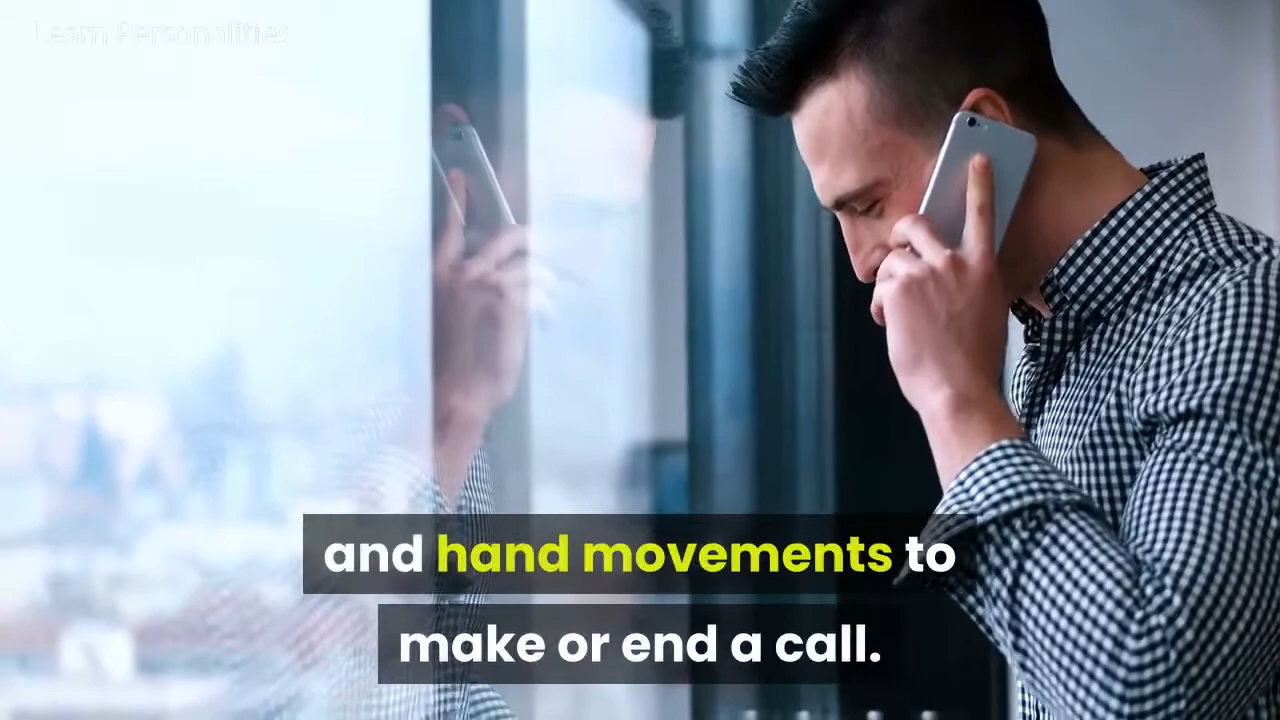 Learn Personalities
and hand movements to
make or end a call.